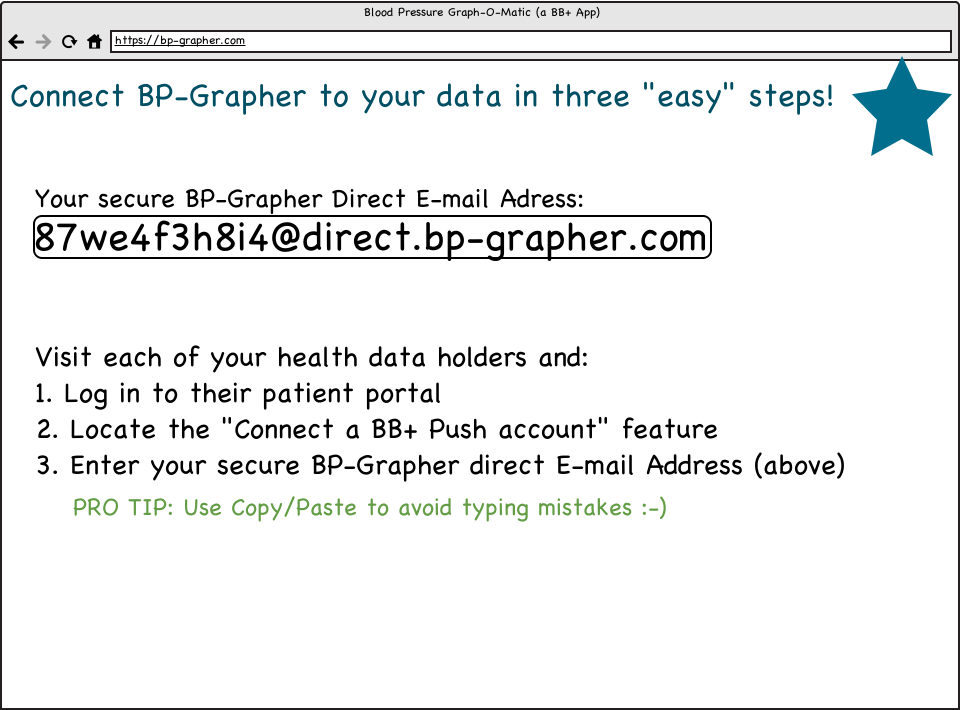 Blood Pressure Graph-O-Matic (a BB+ App)
https://bp-grapher.com
Connect BP-Grapher to your data in three "easy" steps!
Your secure BP-Grapher Direct E-mail Adress:
87we4f3h8i4@direct.bp-grapher.com
Visit each of your health data holders and:
1. Log in to their patient portal
2. Locate the "Connect a BB+ Push account" feature
3. Enter your secure BP-Grapher direct E-mail Address (above)
PRO TIP: Use Copy/Paste to avoid typing mistakes :-)